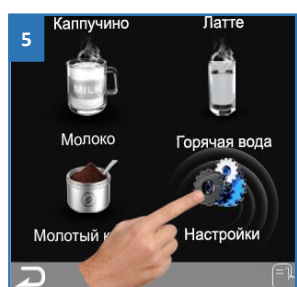 5
Каппучино Латте
MILK
Молоко Горячая вода
Молотый к
Настройки